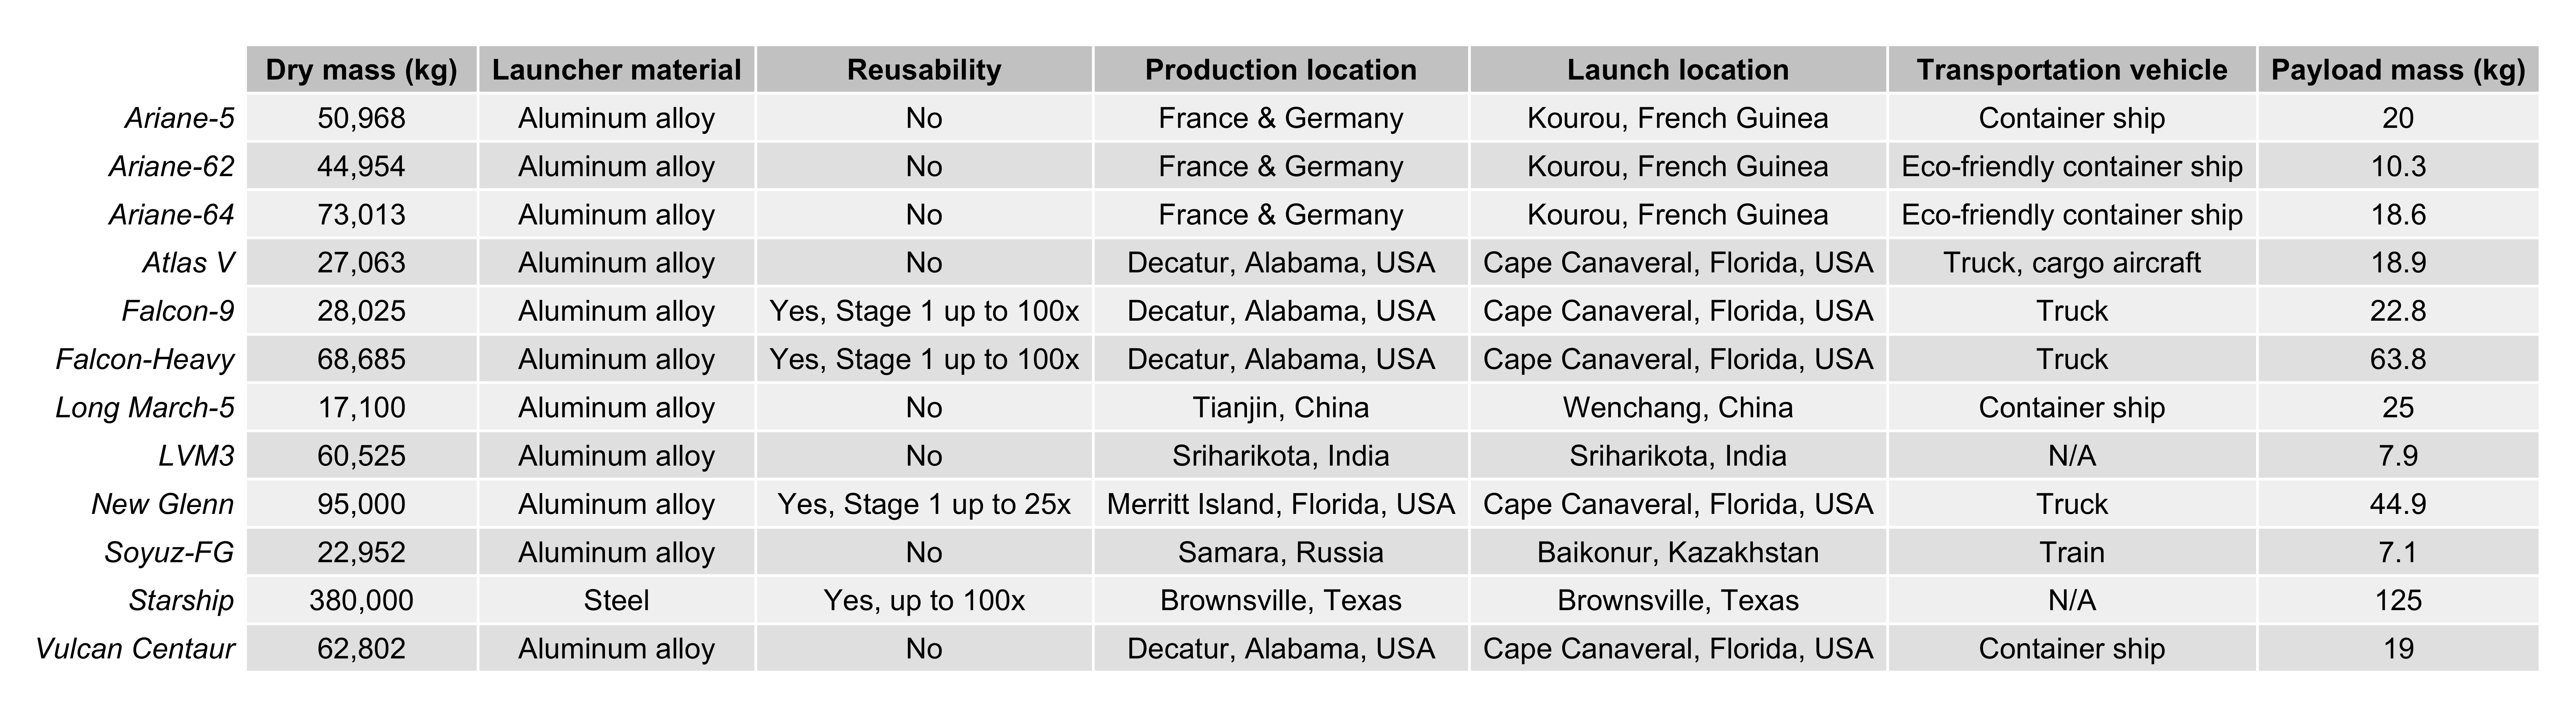 Dry mass (kg) Launcher material Reusability Production location Launch location Transportation vehicle Payload mass (kg)
Ariane-5 50,968 Aluminum alloy No France & Germany Kourou, French Guinea Container ship 20
Ariane-62 44,954 Aluminum alloy No France & Germany Kourou, French Guinea Eco-friendly container ship 10.3
Ariane-64 73,013 Aluminum alloy No France & Germany Kourou, French Guinea Eco-friendly container ship 18.6
Atlas V 27,063 Aluminum alloy No Decatur, Alabama, USA Cape Canaveral, Florida, USA Truck, cargo aircraft 18.9
Falcon-9 28,025 Aluminum alloy Yes, Stage 1 up to 100x Decatur, Alabama, USA Cape Canaveral, Florida, USA Truck 22.8
Falcon-Heavy 68,685 Aluminum alloy Yes, Stage 1 up to 100x Decatur, Alabama, USA Cape Canaveral, Florida, USA Truck 63.8
Long March-5 17,100 Aluminum alloy No Tianjin, China Wenchang, China Container ship 25
LVM3 60,525 Aluminum alloy No Sriharikota, India Sriharikota, India N/A 7.9
New Glenn 95,000 Aluminum alloy Yes, Stage 1 up to 25x Merritt Island, Florida, USA Cape Canaveral, Florida, USA Truck 44.9
Soyuz-FG 22,952 Aluminum alloy No Samara, Russia Baikonur, Kazakhstan Train 7.1
Starship 380,000 Steel Yes, up to 100x Brownsville, Texas Brownsville, Texas N/A 125
Vulcan Centaur 62,802 Aluminum alloy No Decatur, Alabama, USA Cape Canaveral, Florida, USA Container ship 19